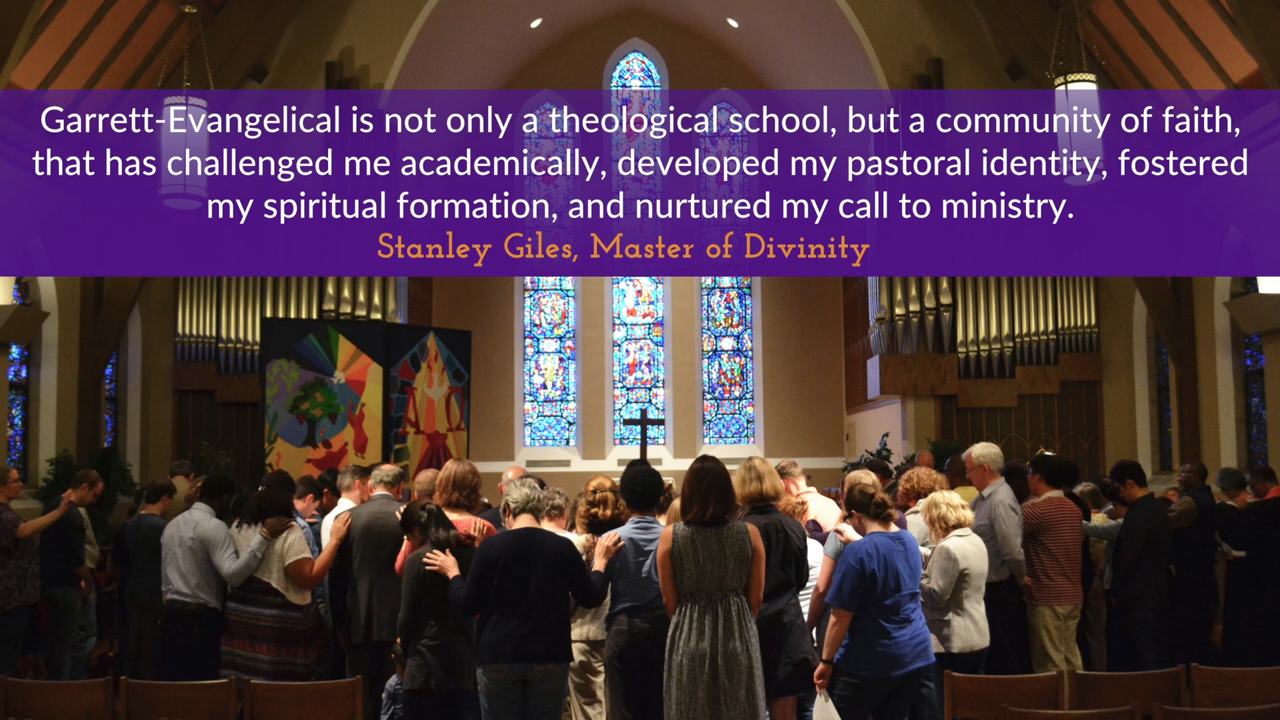 Garrett-Evangelical is not only a theological school, but a community of faith,
that has challenged me academically, developed my pastoral identity, fostered
my spiritual formation, and nurtured my call to ministry.
Stanley Giles, Master of Divinity